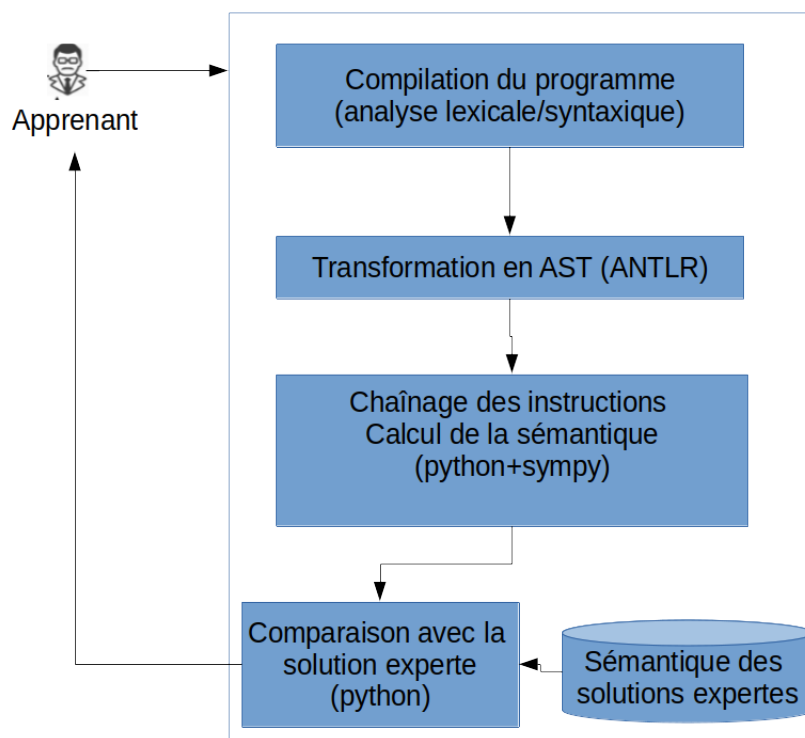 Apprenant
Compilation du programme
(analyse lexicale/syntaxique)
Transformation en AST (ANTLR)
Chaînage des instructions
Calcul de la sémantique
(python+sympy)
Comparaison avec la
solution experte
(python)
Sémantique des
solutions expertes